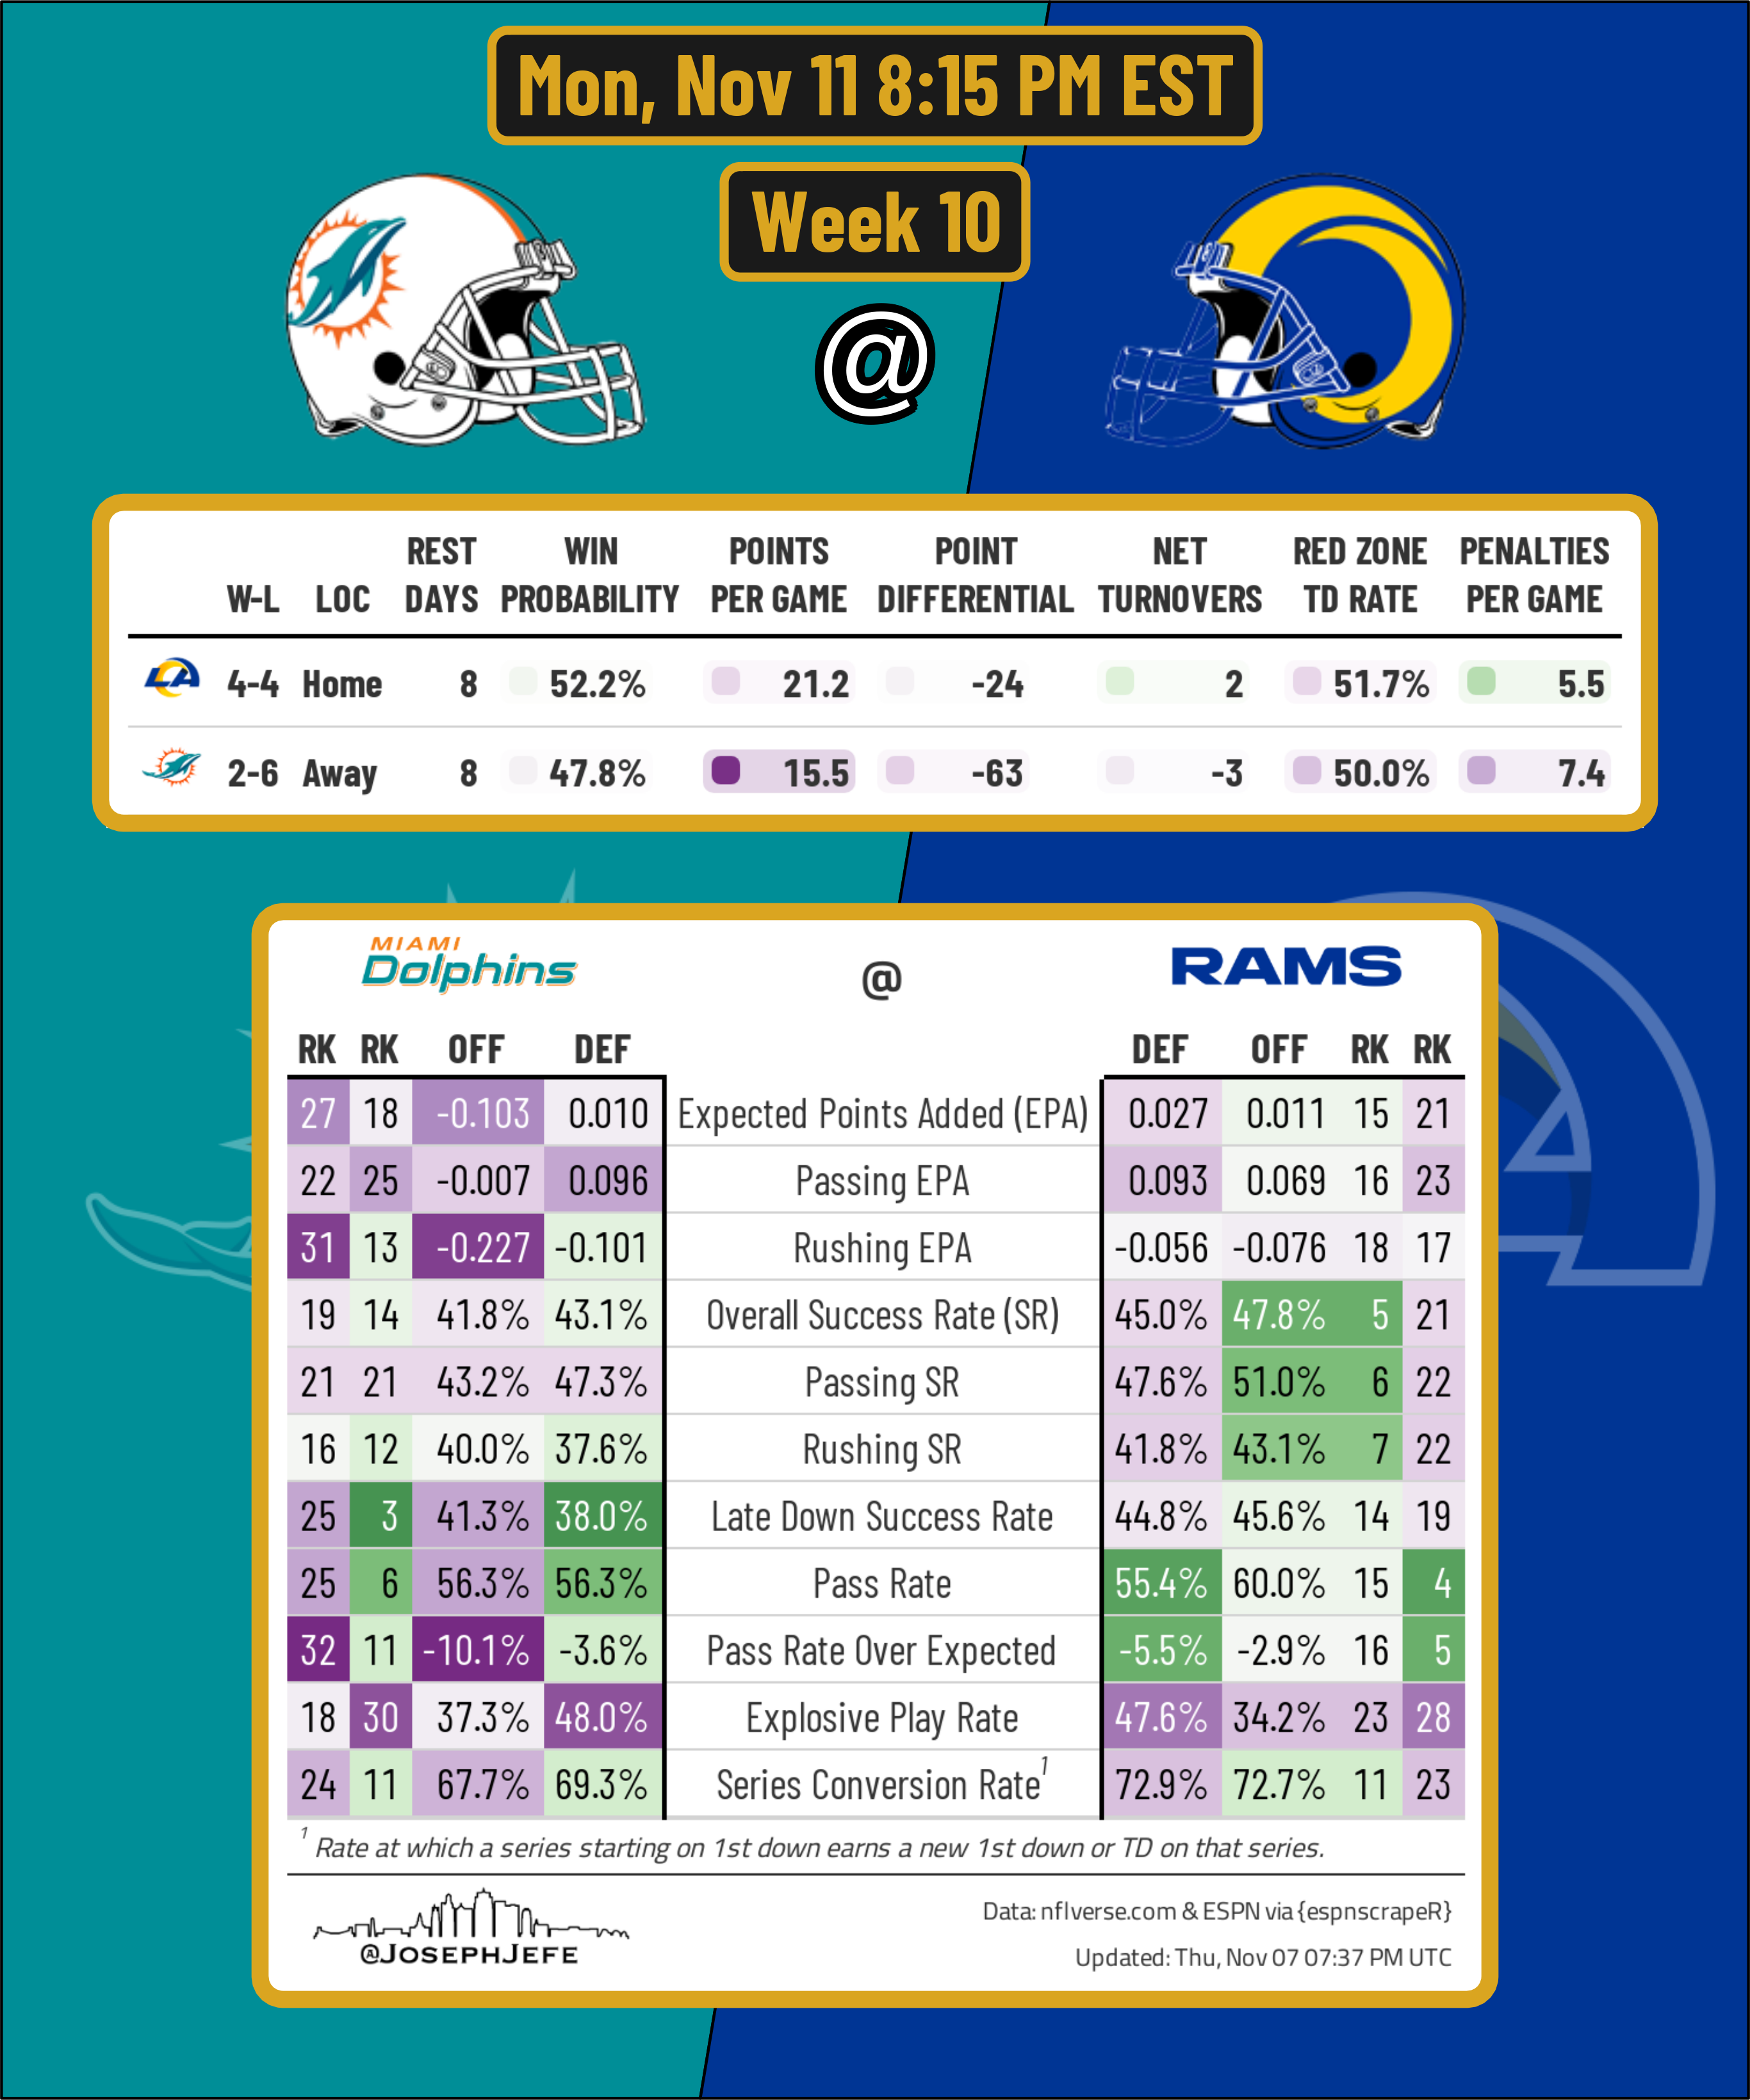 Mon, Nov 11 8:15 PM EST
Week 10
@
REST WIN POINTS POINT NET RED ZONE PENALTIES
W-L LOC DAYS PROBABILITY PER GAME DIFFERENTIAL TURNOVERS TD RATE PER GAME
LA 4-4 Home 8 52.2% 21.2 -24 2 51.7% 5.5
2-6 Away 8 47.8% 15.5 -63 -3 50.0% 7.4
MIAMI
Dolphins @ RAMS
RK RK OFF DEF DEF OFF RK RK
27 18 -0.103 0.010 Expected Points Added (EPA) 0.027 0.011 15 21
22 25 -0.007 0.096 Passing EPA 0.093 0.069 16 23
31 13 -0.227 -0.101 Rushing EPA -0.056 -0.076 18 17
19 14 41.8% 43.1% Overall Success Rate (SR) 45.0% 47.8% 5 21
21 21 43.2% 47.3% Passing SR 47.6% 51.0% 6 22
16 12 40.0% 37.6% Rushing SR 41.8% 43.1% 7 22
25 3 41.3% 38.0% Late Down Success Rate 44.8% 45.6% 14 19
25 6 56.3% 56.3% Pass Rate 55.4% 60.0% 15 4
32 11 -10.1% -3.6% Pass Rate Over Expected -5.5% -2.9% 16 5
18 30 37.3% 48.0% Explosive Play Rate 47.6% 34.2% 23 28
24 11 67.7% 69.3% Series Conversion Rate1 72.9% 72.7% 11 23
1 Rate at which a series starting on 1st down earns a new 1st down or TD on that series.
Data: nflverse.com & ESPN via {espnscrapeR}
@JOSEPHJEFE
Updated: Thu, Nov 07 07:37 PM UTC